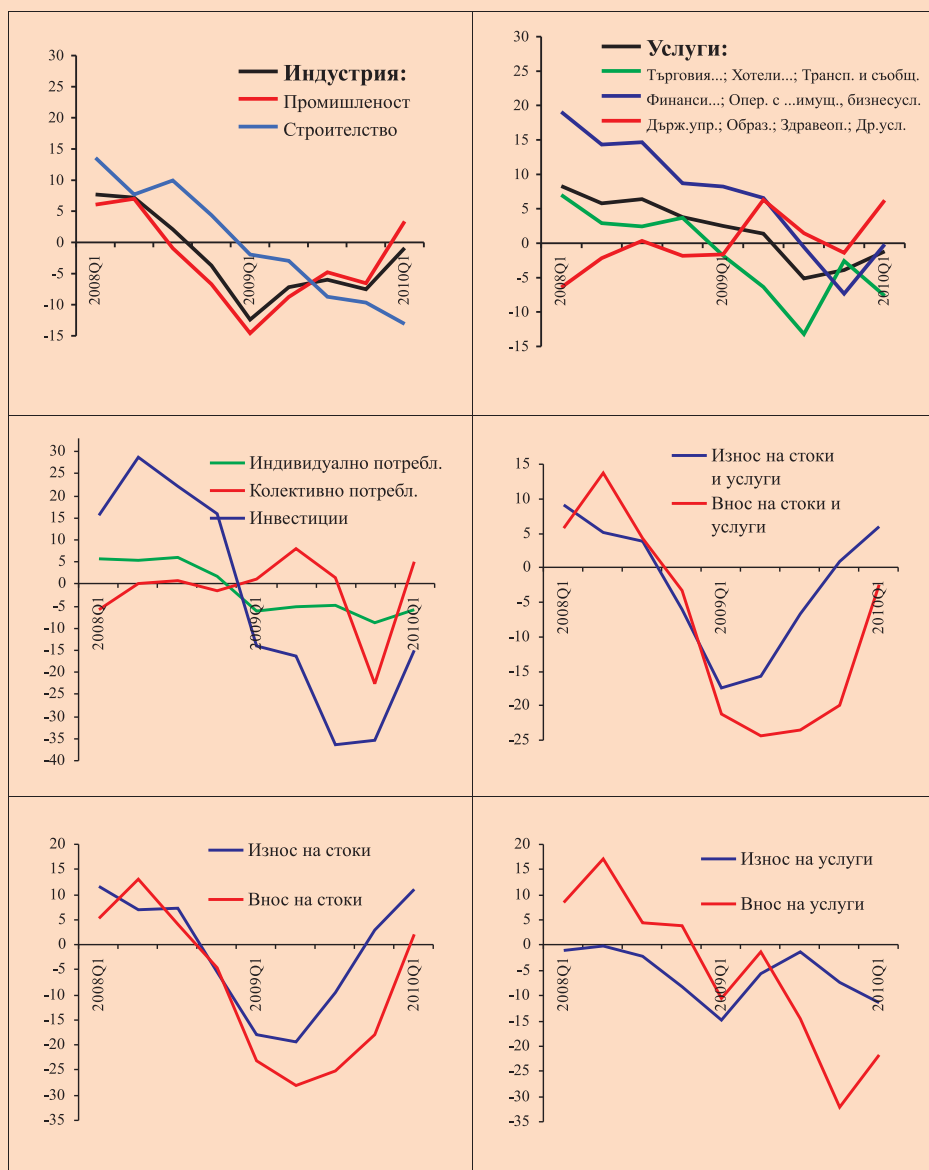 30
25
20
15
10
5
0
-5
-10
-15
Индустрия:
Промишленост
Строителство
2008Q1
2009Q1
2010Q1
30
25
20
15
10
5
0
-5
-10
-15
Услуги:
Търговия...; Хотели...; Трансп. и съобщ.
Финанси...; Опер. с ...имущ., бизнесусл.
Държ.упр.; Образ.; Здравеоп.; Др.усл.
2008Q1
2009Q1
2010Q1
30
25
20
15
10
5
0
-5
-10
-15
-20
-25
-30
-35
-40
Индивидуално потребл.
Колективно потребл.
Инвестиции
2008Q1
2009Q1
2010Q1
15
10
5
0
-5
-10
-15
-20
-25
Износ на стоки
и услуги
Внос на стоки и
услуги
2008Q1
2009Q1
2010Q1
20
15
10
5
0
-5
-10
-15
-20
-25
-30
-35
Износ на стоки
Внос на стоки
2008Q1
2009Q1
2010Q1
20
15
10
5
0
-5
-10
-15
-20
-25
-30
-35
Износ на услуги
Внос на услуги
2008Q1
2009Q1
2010Q1